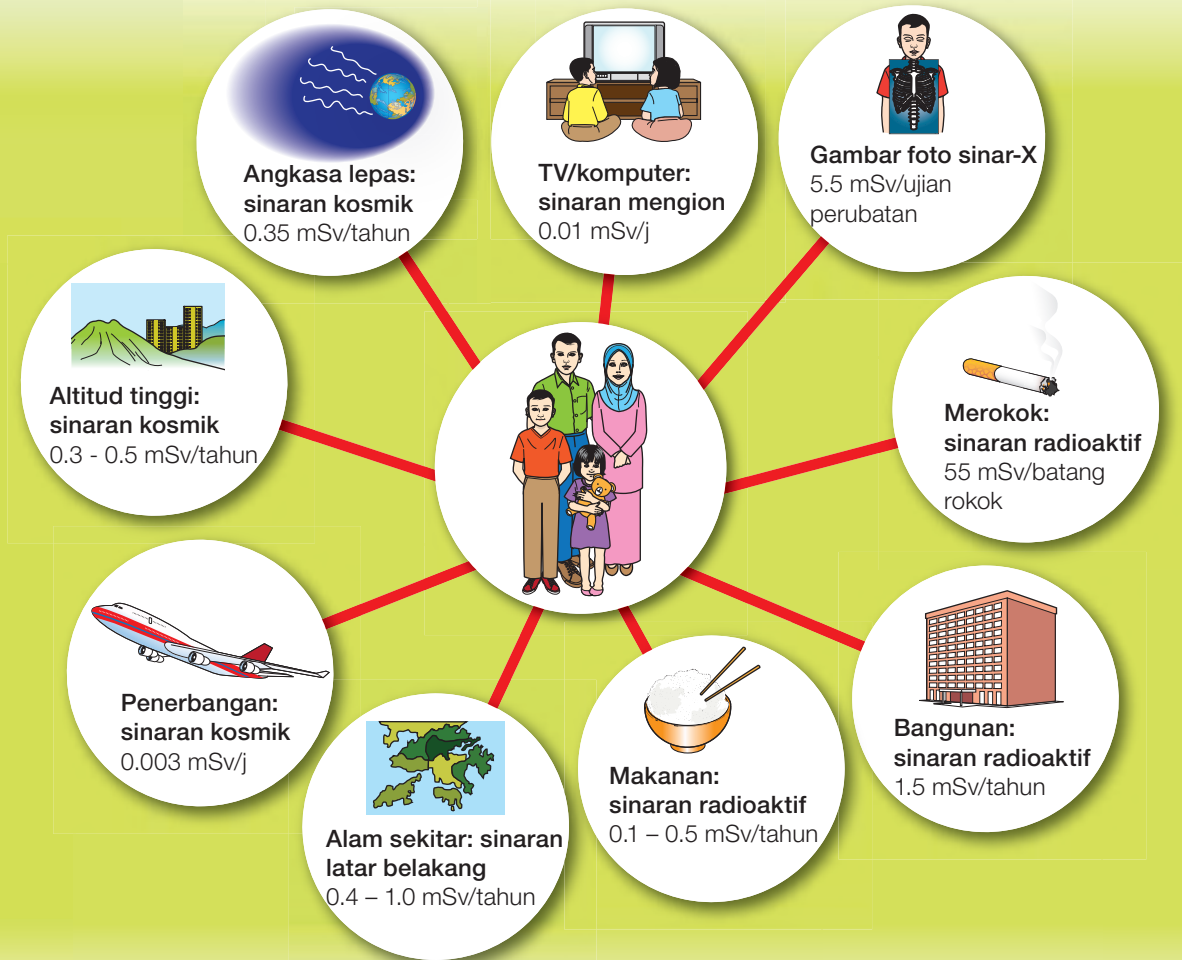 Angkasa lepas:
sinaran kosmik
0.35 mSv/tahun
TV/komputer:
sinaran mengion
0.01 mSv/j
Gambar foto sinar-X
5.5 mSv/ujian
perubatan
Altitud tinggi:
sinaran kosmik
0.3 - 0.5 mSv/tahun
Merokok:
sinaran radioaktif
55 mSv/batang
rokok
Penerbangan:
sinaran kosmik
0.003 mSv/j
Alam sekitar: sinaran
latar belakang
0.4 – 1.0 mSv/tahun
Makanan:
sinaran radioaktif
0.1 – 0.5 mSv/tahun
Bangunan:
sinaran radioaktif
1.5 mSv/tahun